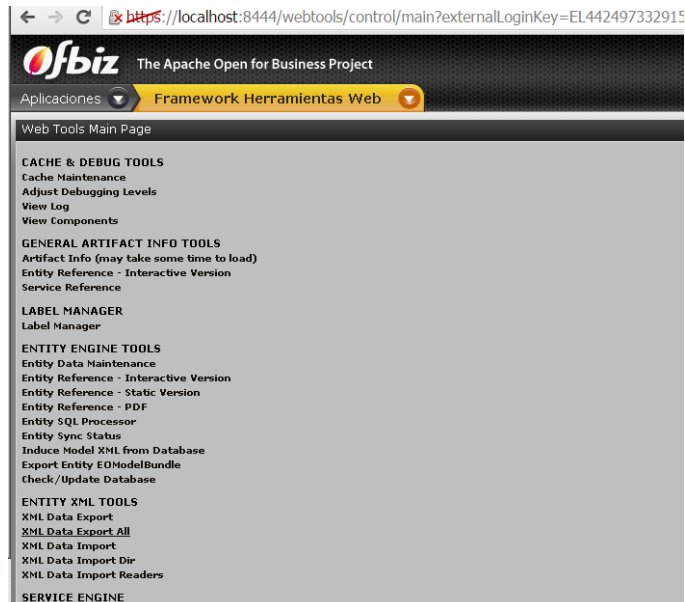 https://localhost:8444/webtools/control/main?externalLoginKey=EL442497332915
Ofbiz The Apache Open for Business Project
Aplicaciones Framework Herramientas Web
Web Tools Main Page
CACHE & DEBUG TOOLS
Cache Maintenance
Adjust Debugging Levels
View Log
View Components
GENERAL ARTIFACT INFO TOOLS
Artifact Info (may take some time to load)
Entity Reference - Interactive Version
Service Reference
LABEL MANAGER
Label Manager
ENTITY ENGINE TOOLS
Entity Data Maintenance
Entity Reference - Interactive Version
Entity Reference - Static Version
Entity Reference - PDF
Entity SQL Processor
Entity Sync Status
Induce Model XML from Database
Export Entity EOModelBundle
Check/Update Database
ENTITY XML TOOLS
XML Data Export
XML Data Export All
XML Data Import
XML Data Import Dir
XML Data Import Readers
SERVICE ENGINE